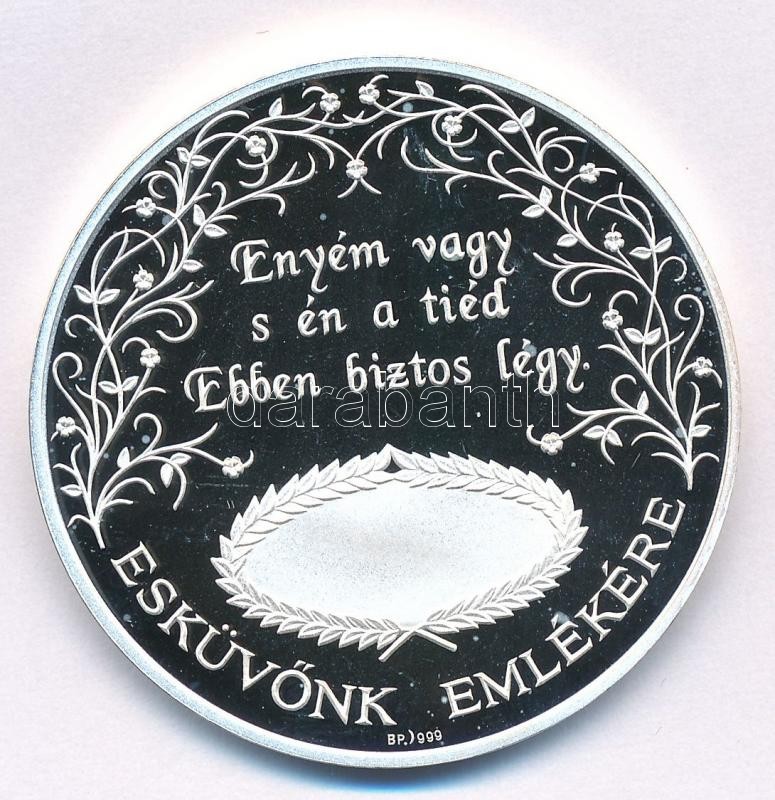 Enyém vagy
s én a tiéd
Ebben biztos légy.
darabanth
ESKÜVŐNK EMLÉKÉRE
BP.)999